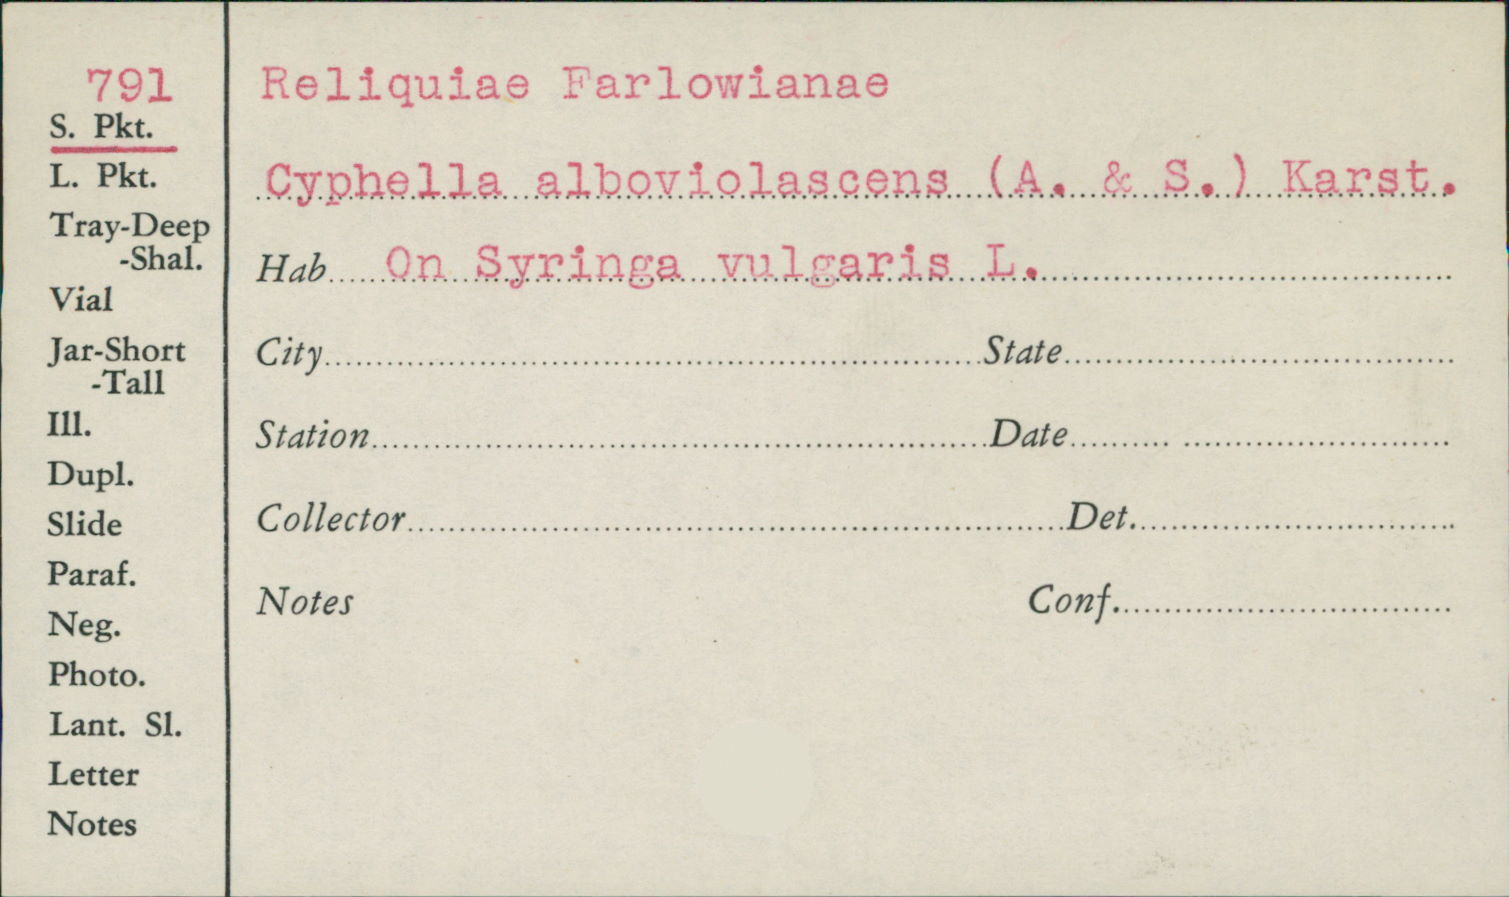 791
S. Pkt.
L. Pkt.
Tray-Deep
-Shal.
Vial
Jar-Short
-Tall
Ill.
Dupl.
Slide
Paraf.
Neg.
Photo.
Lant. Sl.
Letter
Notes
Reliquiae Farlowianae
Cyphella alboviolascens (A. & S.) Karst.
Hab On Syringa vulgaris L.
City State
Station Date
Collector Det.
Notes Conf.